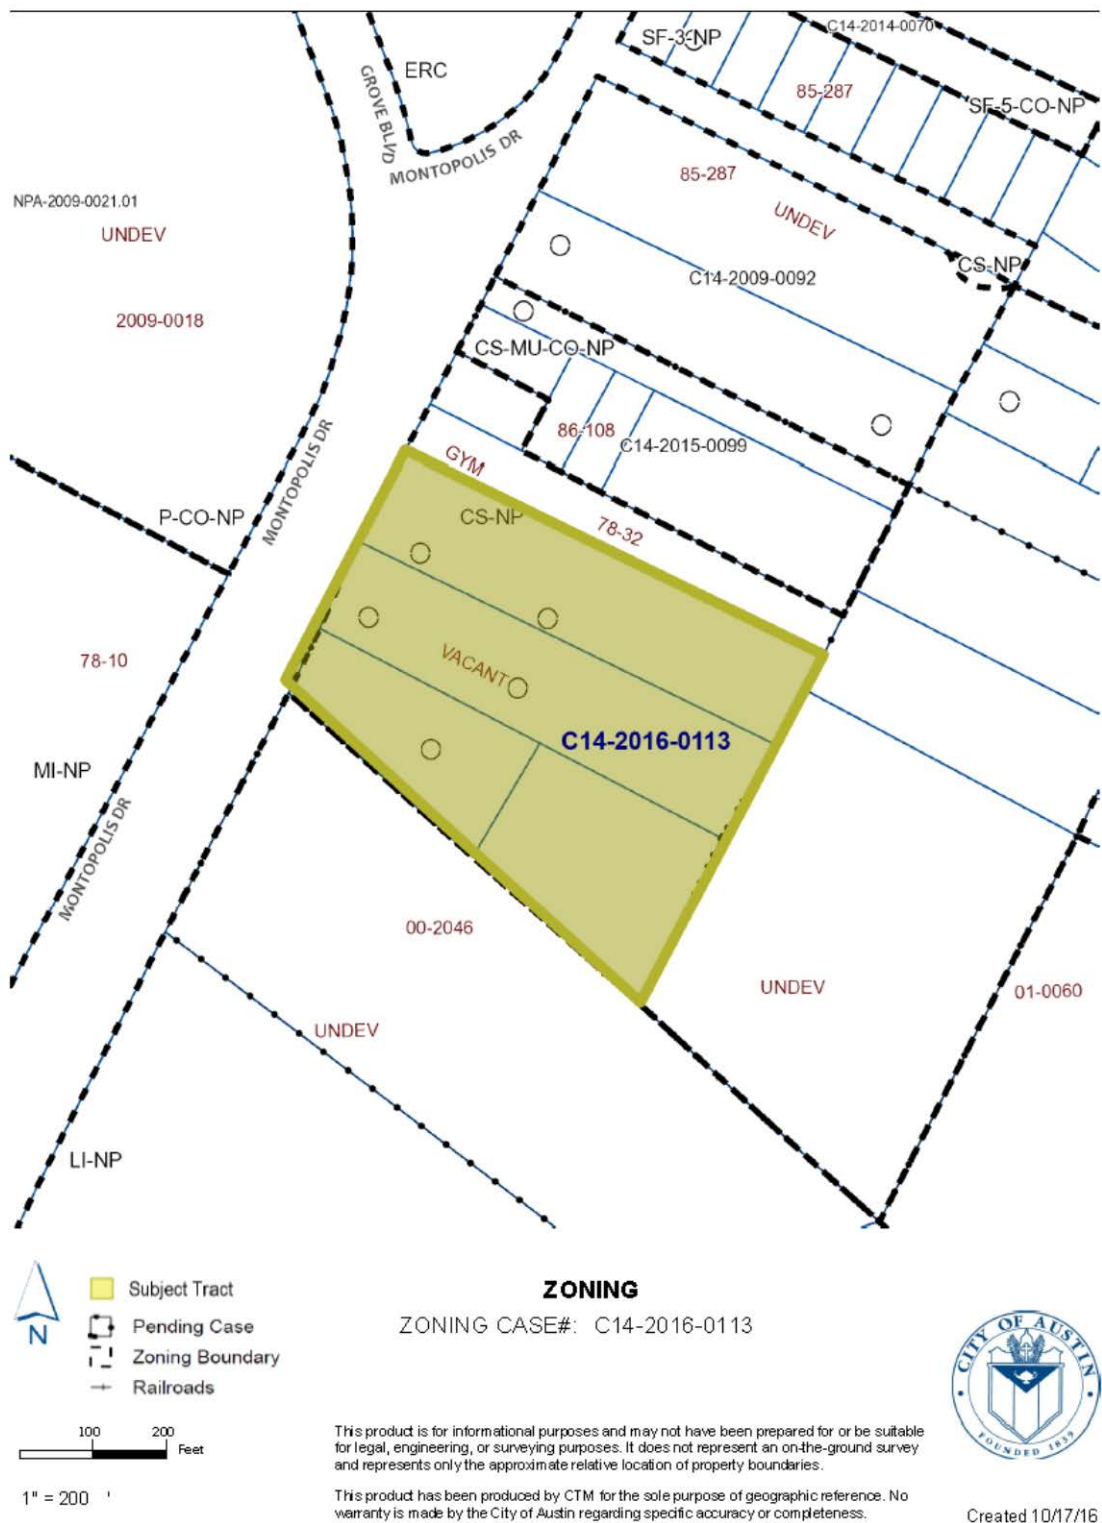 C14-2014-0070
SF-3-NP
ERC
85-287
SF-5-CO-NP
GROVE BLVD
MONTOPOLIS DR
85-287
NPA-2009-0021.01
UNDEV
UNDEV
CS-NP
C14-2009-0092
2009-0018
CS-MU-CO-NP
86-108
C14-2015-0099
MONTOPOLIS DR
GYM
P-CO-NP
CS-NP
78-32
78-10
VACANT
C14-2016-0113
MI-NP
MONTOPOLIS DR
00-2046
UNDEV
01-0060
UNDEV
LI-NP
N
Subject Tract
Pending Case
Zoning Boundary
Railroads
ZONING
ZONING CASE#: C14-2016-0113
CITY OF AUSTIN
FOUNDED 1839
100 200
Feet
1" = 200 '
This product is for informational purposes and may not have been prepared for or be suitable
for legal, engineering, or surveying purposes. It does not represent an on-the-ground survey
and represents only the approximate relative location of property boundaries.
This product has been produced by CTM for the sole purpose of geographic reference. No
warranty is made by the City of Austin regarding specific accuracy or completeness.
Created 10/17/16